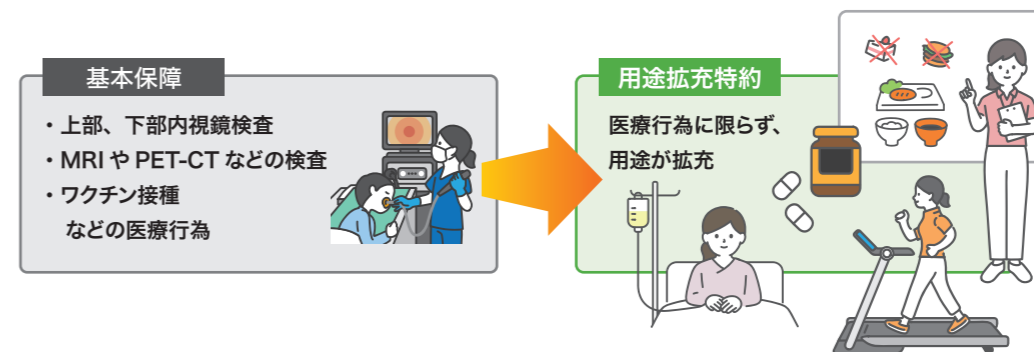 基本保障
・上部、下部内視鏡検査
・MRI や PET-CT などの検査
・ワクチン接種
などの医療行為
用途拡充特約
医療行為に限らず、
用途が拡充